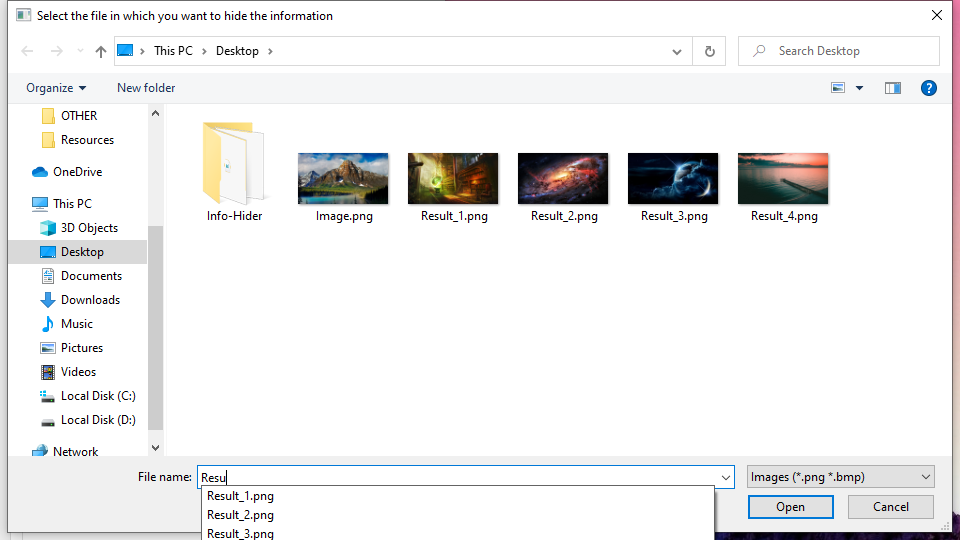 Select the file in which you want to hide the information
This PC
Desktop
Search Desktop
Organize
New folder
OTHER
Resources
OneDrive
This PC
3D Objects
Desktop
Documents
Downloads
Music
Pictures
Videos
Local Disk (C:)
Local Disk (D:)
Network
Info-Hider
Image.png
Result_1.png
Result_2.png
Result_3.png
Result_4.png
File name:
Resu
Images (*.png *.bmp)
Result_1.png
Result_2.png
Result_3.png
Open
Cancel